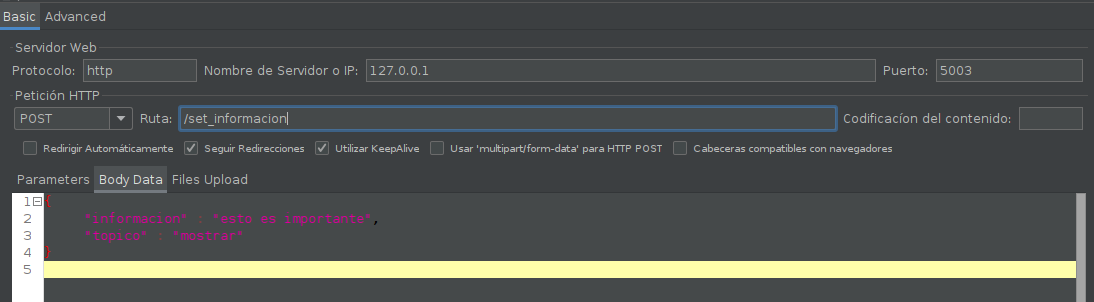 Basic Advanced
Servidor Web
Protocolo: http Nombre de Servidor o IP: 127.0.0.1 Puerto: 5003
Petición HTTP
POST Ruta: /set_informacion Codificación del contenido:
Redirigir Automáticamente Seguir Redirecciones Utilizar KeepAlive Usar 'multipart/form-data' para HTTP POST Cabeceras compatibles con navegadores
Parameters Body Data Files Upload
1 {
2 "informacion" : "esto es importante",
3 "topico" : "mostrar"
4 }
5